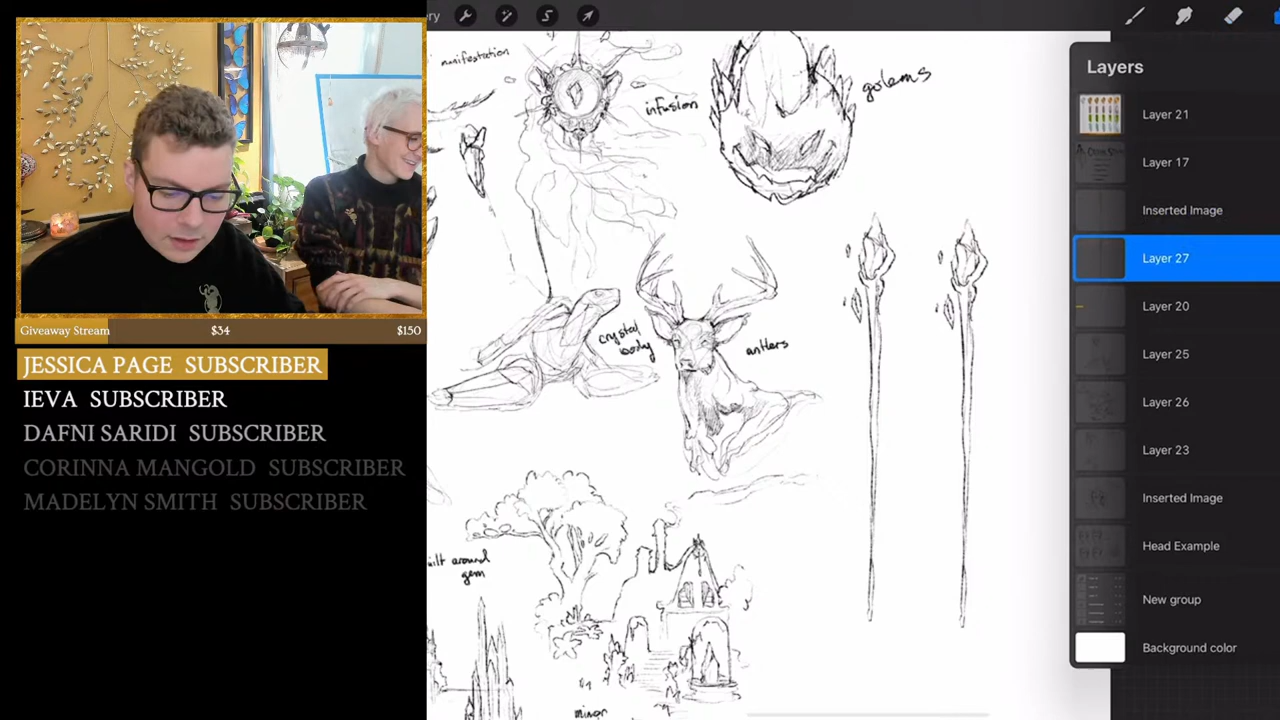 manifestation
infusion
golems
Layers
Layer 21
Layer 17
Inserted Image
Layer 27
Layer 20
Layer 25
Layer 26
Layer 23
Inserted Image
Head Example
New group
Background color
crystal
body
antlers
Giveaway Stream $34 $150
JESSICA PAGE SUBSCRIBER
IEVA SUBSCRIBER
DAFNI SARIDI SUBSCRIBER
CORINNA MANGOLD SUBSCRIBER
MADELYN SMITH SUBSCRIBER
around
gem
minor